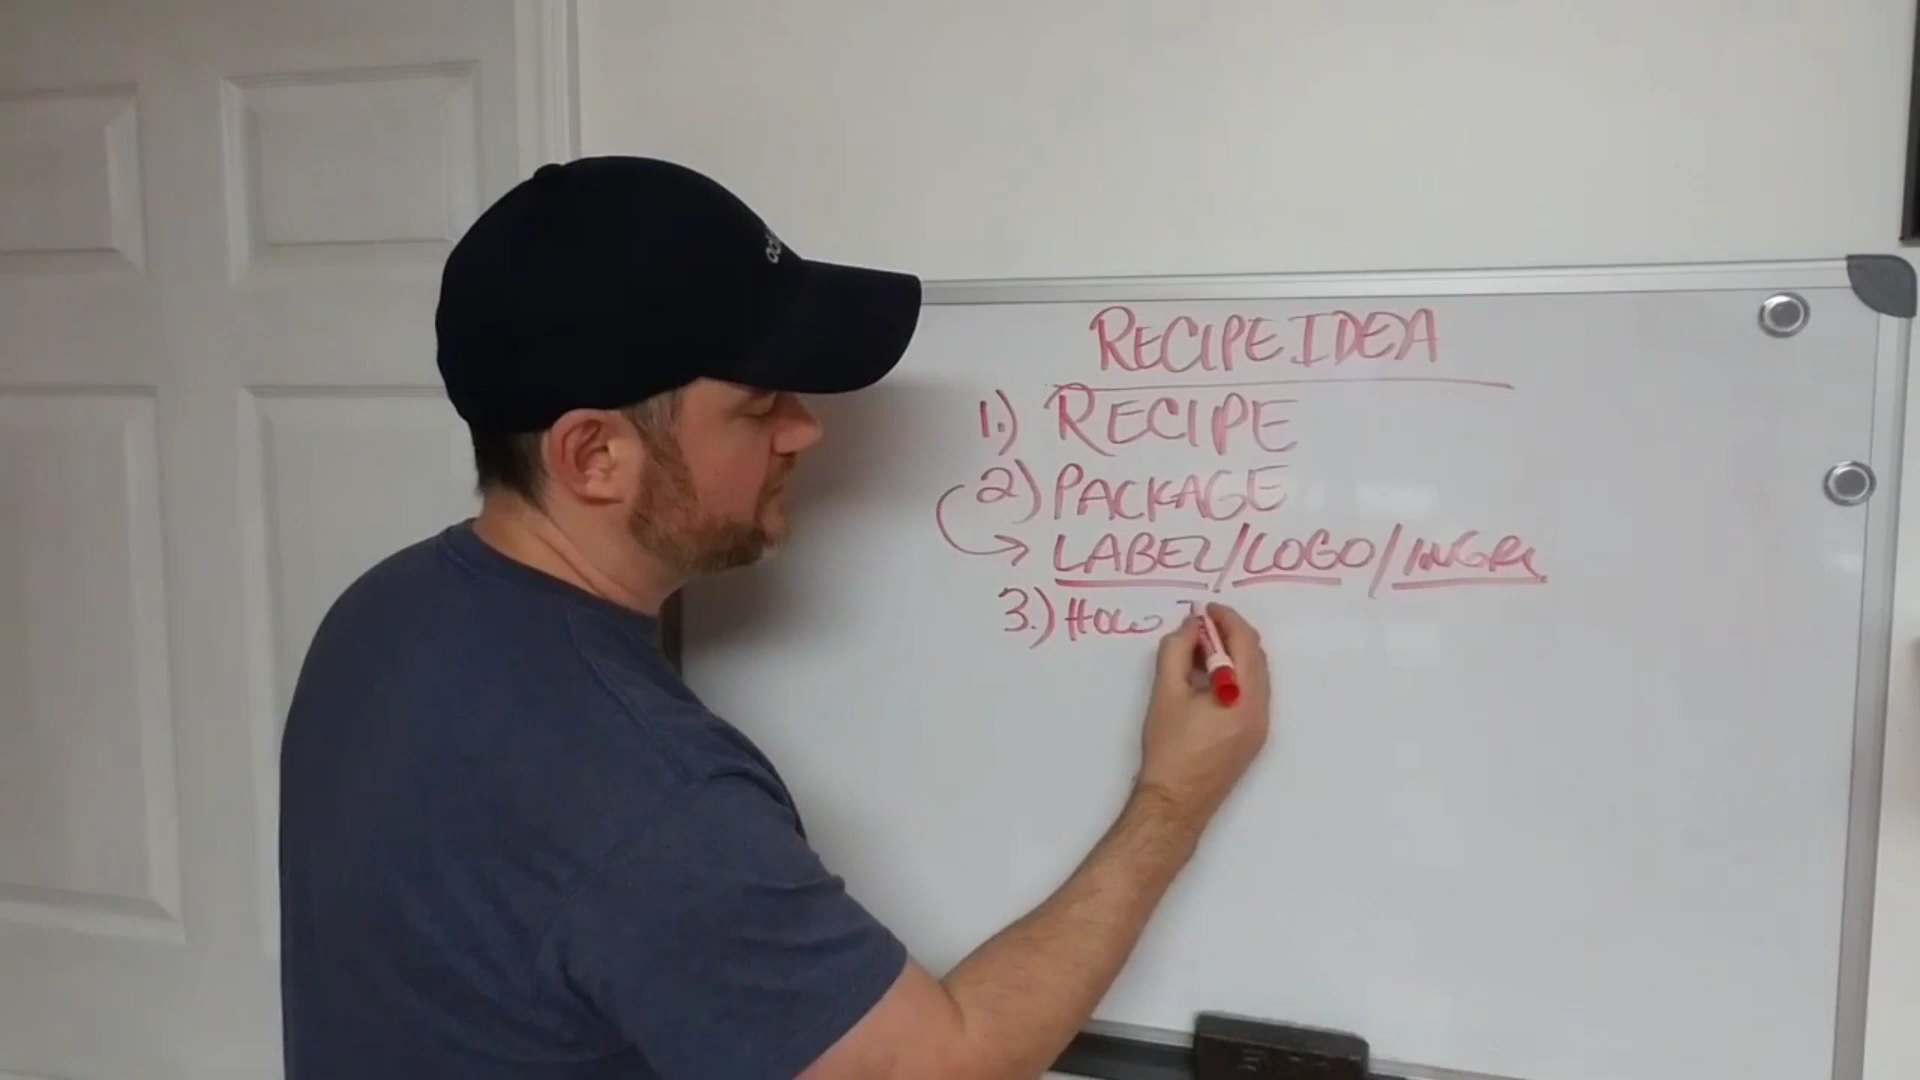 RECIPE IDEA
1.) RECIPE
2) PACKAGE
LABEL/LOGO/INGR
3.) HOW